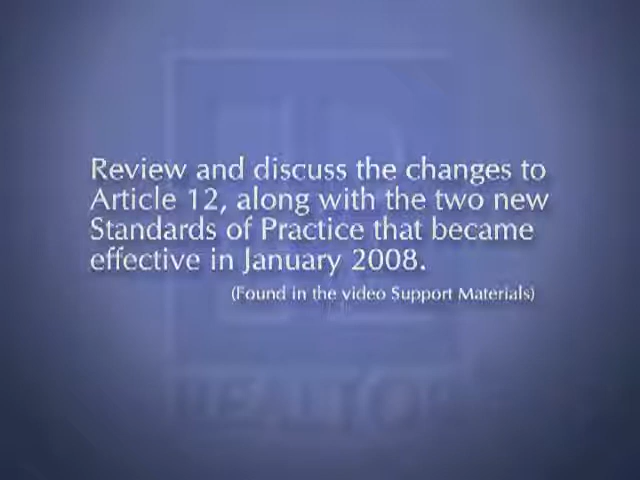 Review and discuss the changes to
Article 12, along with the two new
Standards of Practice that became
effective in January 2008.
(Found in the video Support Materials)
REALTOR